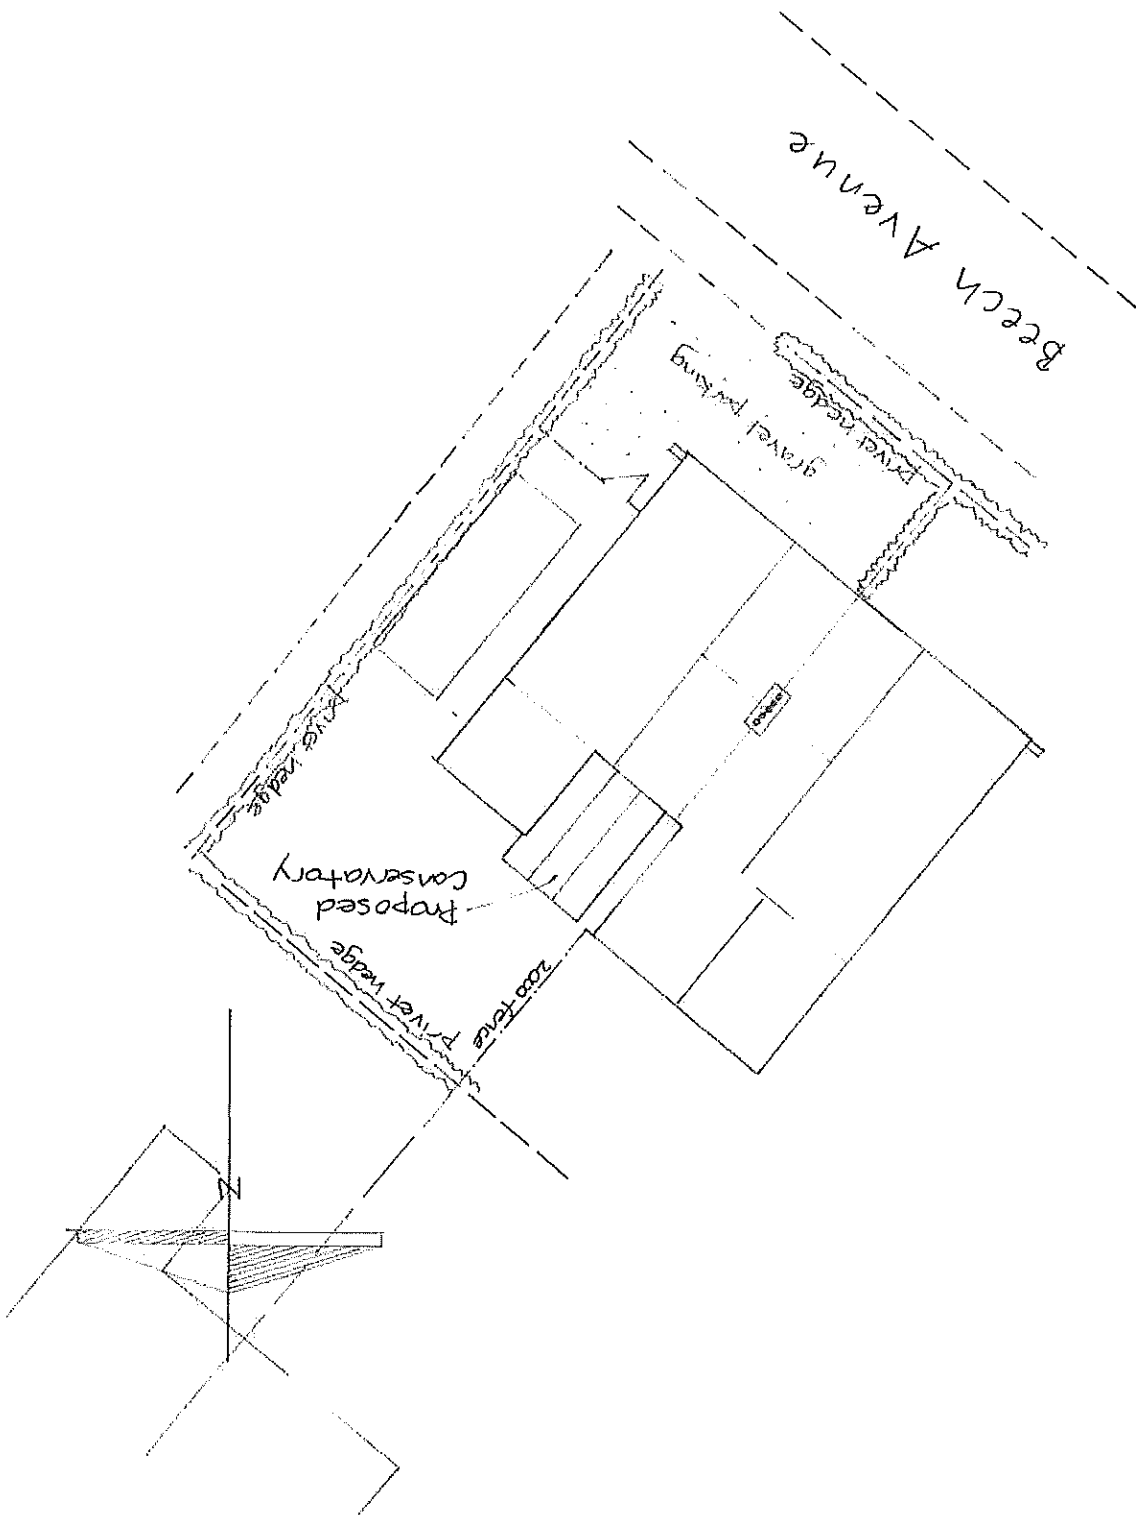 Beech Avenue
privet hedge
gravel parking
privet hedge
Proposed
Conservatory
privet hedge
2000 fence
N